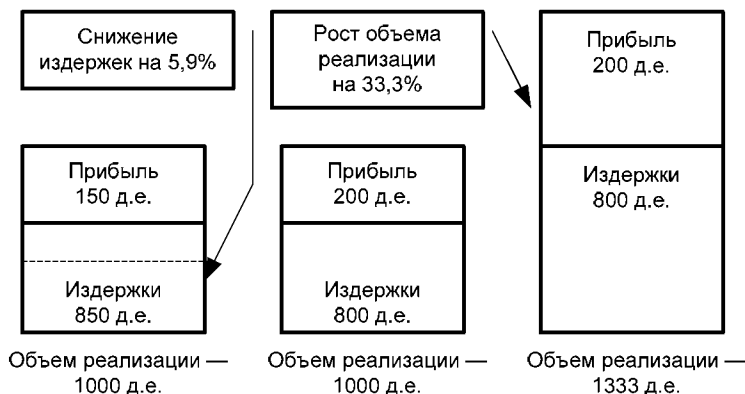 Снижение
издержек на 5,9%
Рост объема
реализации
на 33,3%
Прибыль
200 д.е.
Издержки
800 д.е.
Прибыль
150 д.е.
Издержки
850 д.е.
Прибыль
200 д.е.
Издержки
800 д.е.
Объем реализации —
1000 д.е.
Объем реализации —
1000 д.е.
Объем реализации —
1333 д.е.